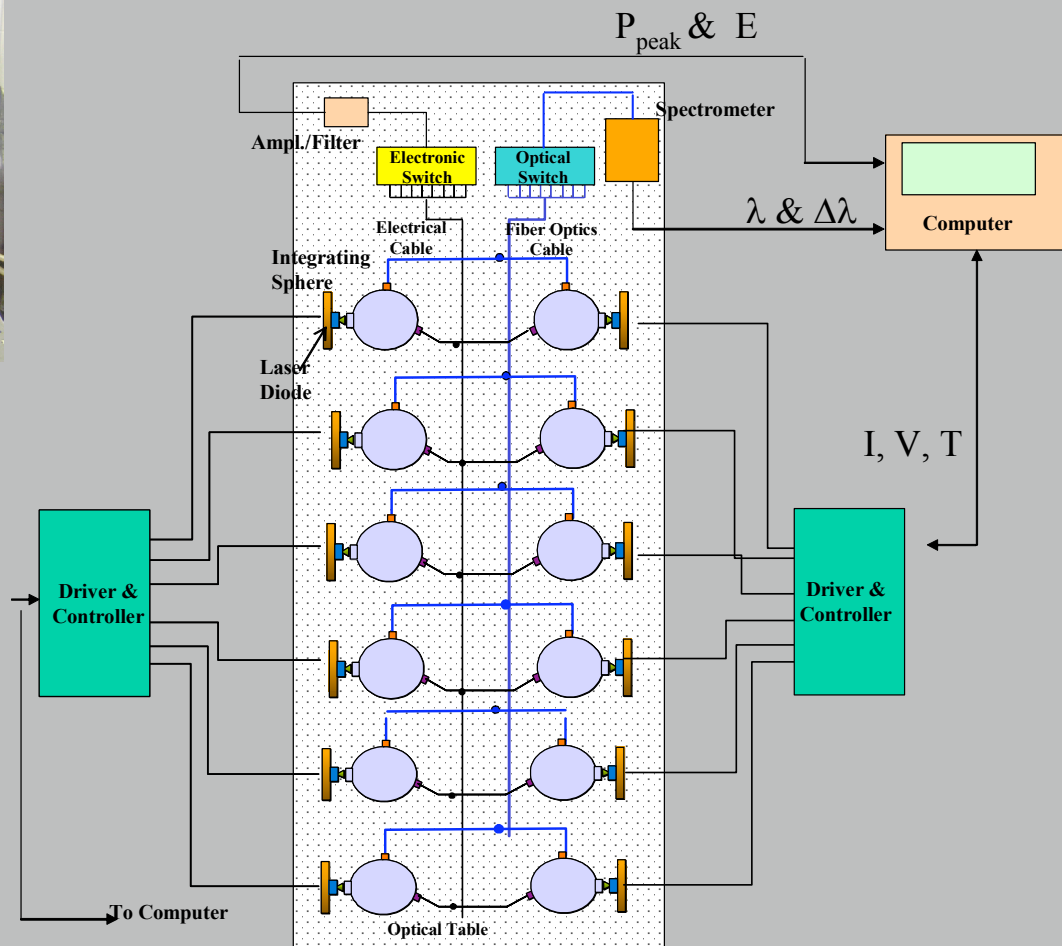 P_peak & E
Spectrometer
Ampl./Filter
Electronic
Switch
Optical
Switch
λ & Δλ
Computer
Electrical
Cable
Fiber Optics
Cable
Integrating
Sphere
Laser
Diode
I, V, T
Driver &
Controller
Driver &
Controller
To Computer
Optical Table